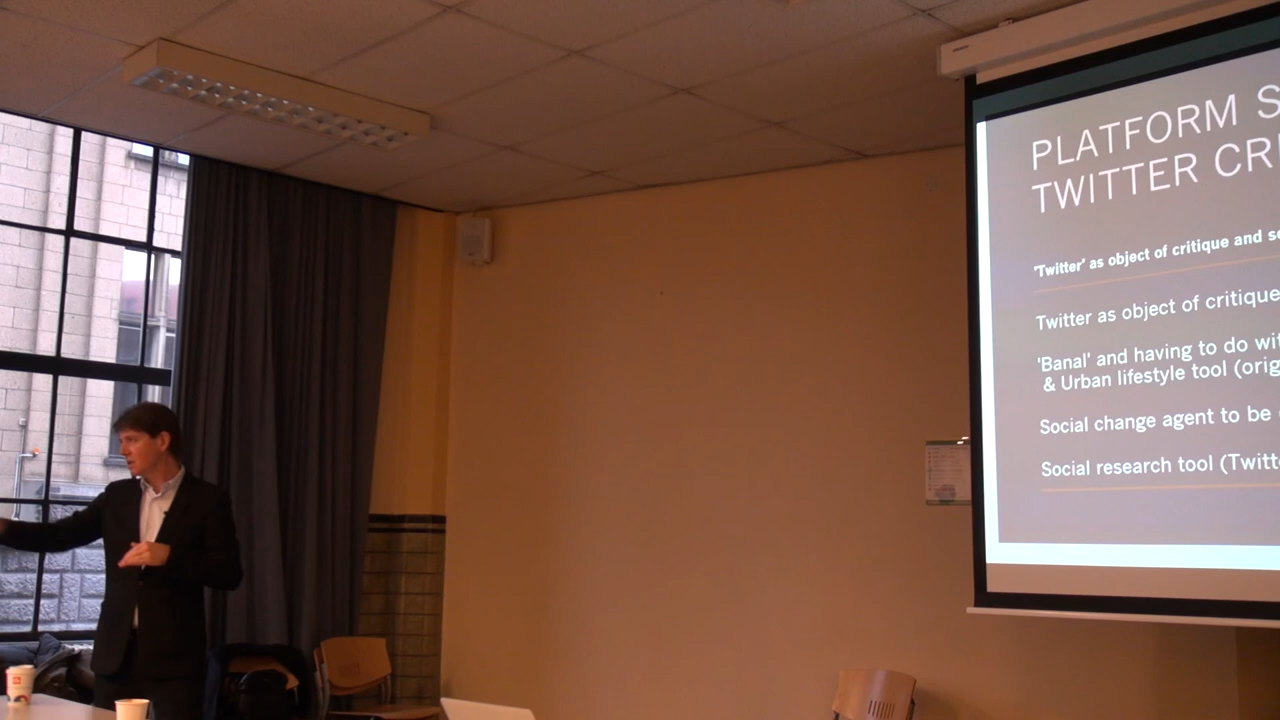 PLATFORM S
TWITTER CR
'Twitter' as object of critique and s
Twitter as object of critique
'Banal' and having to do wit
& Urban lifestyle tool (orig
Social change agent to be
Social research tool (Twitt